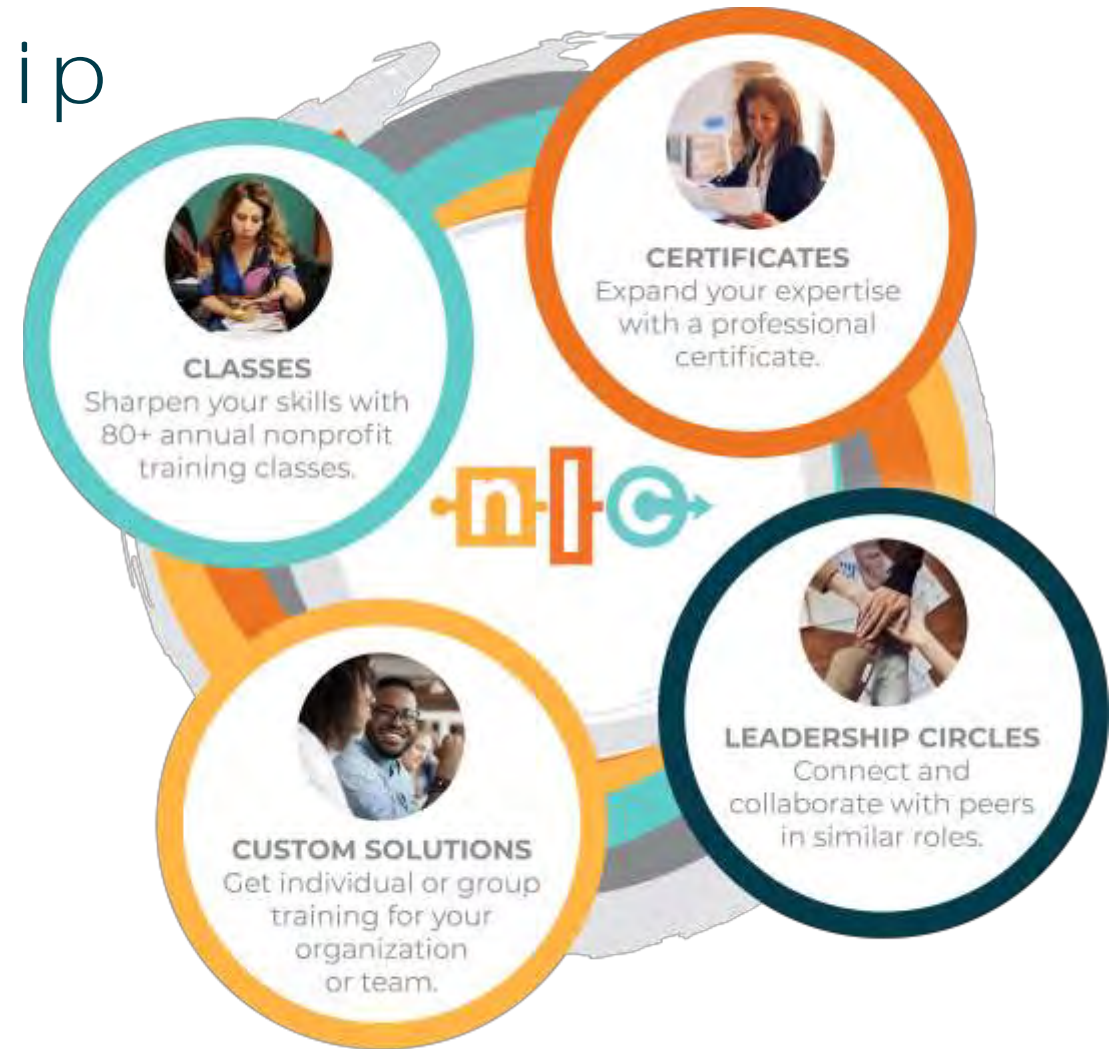 ip
CLASSES
Sharpen your skills with
80+ annual nonprofit
training classes.
CERTIFICATES
Expand your expertise
with a professional
certificate.
nlc
CUSTOM SOLUTIONS
Get individual or group
training for your
organization
or team.
LEADERSHIP CIRCLES
Connect and
collaborate with peers
in similar roles.